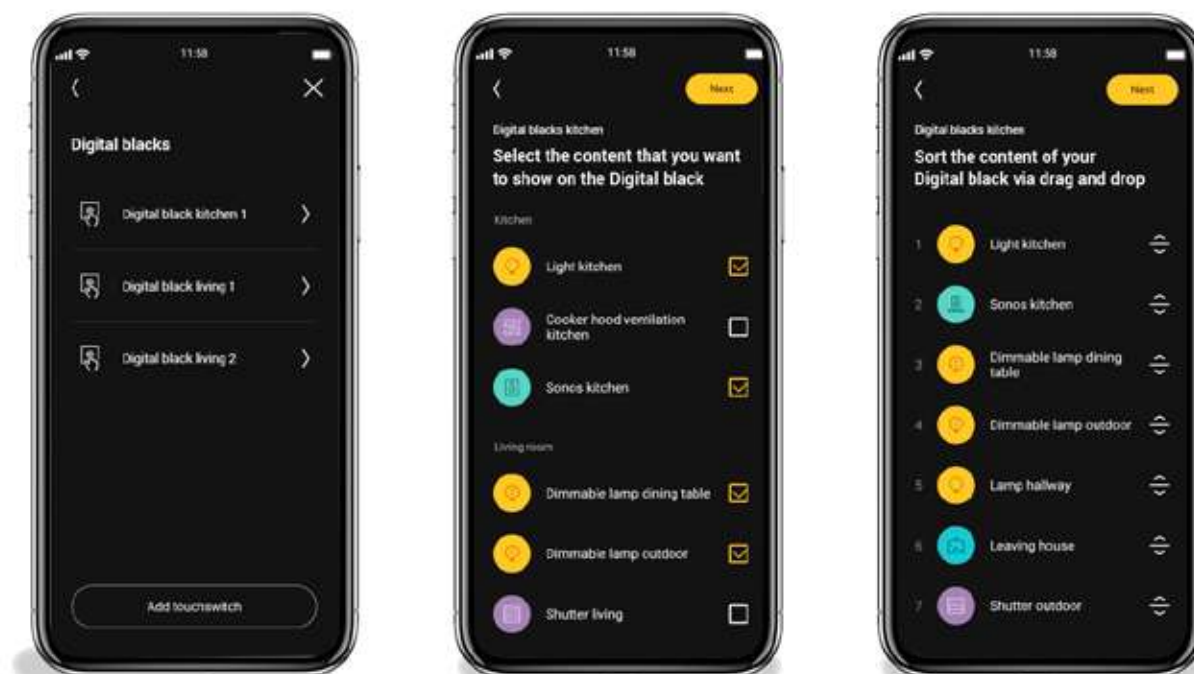 11:58
Digital blacks
Digital black kitchen 1
Digital black living 1
Digital black living 2
Add touchswitch
11:58
Next
Digital blacks kitchen
Select the content that you want
to show on the Digital black
Kitchen
Light kitchen
Cooker hood ventilation
kitchen
Sonos kitchen
Living room
Dimmable lamp dining table
Dimmable lamp outdoor
Shutter living
11:58
Next
Digital blacks kitchen
Sort the content of your
Digital black via drag and drop
1 Light kitchen
2 Sonos kitchen
3 Dimmable lamp dining
table
4 Dimmable lamp outdoor
5 Lamp hallway
6 Leaving house
7 Shutter outdoor